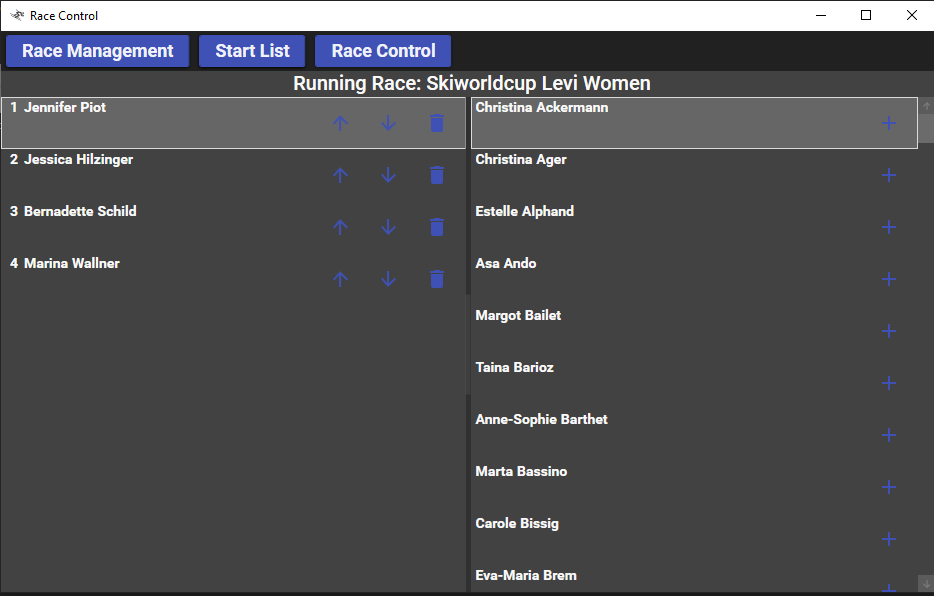 Race Control
Race Management Start List Race Control
Running Race: Skiworldcup Levi Women
1 Jennifer Piot
2 Jessica Hilzinger
3 Bernadette Schild
4 Marina Wallner
Christina Ackermann
Christina Ager
Estelle Alphand
Asa Ando
Margot Bailet
Taina Barioz
Anne-Sophie Barthet
Marta Bassino
Carole Bissig
Eva-Maria Brem